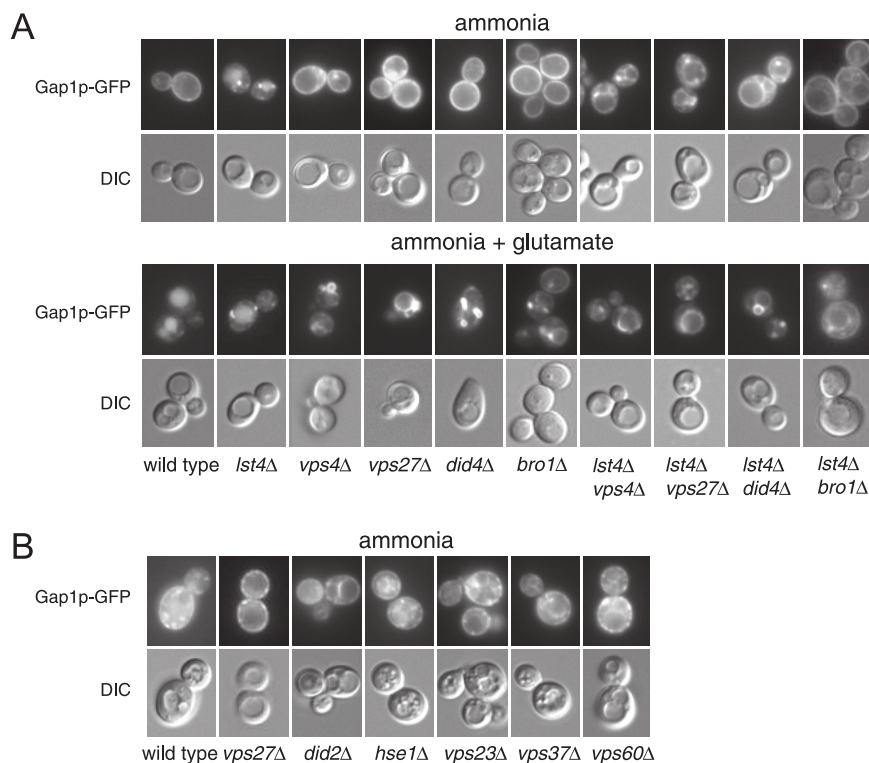 A
ammonia
Gap1p-GFP
DIC
ammonia + glutamate
Gap1p-GFP
DIC
wild type lst4Δ vps4Δ vps27Δ did4Δ bro1Δ lst4Δ lst4Δ lst4Δ lst4Δ
vps4Δ vps27Δ did4Δ bro1Δ
B
ammonia
Gap1p-GFP
DIC
wild type vps27Δ did2Δ hse1Δ vps23Δ vps37Δ vps60Δ